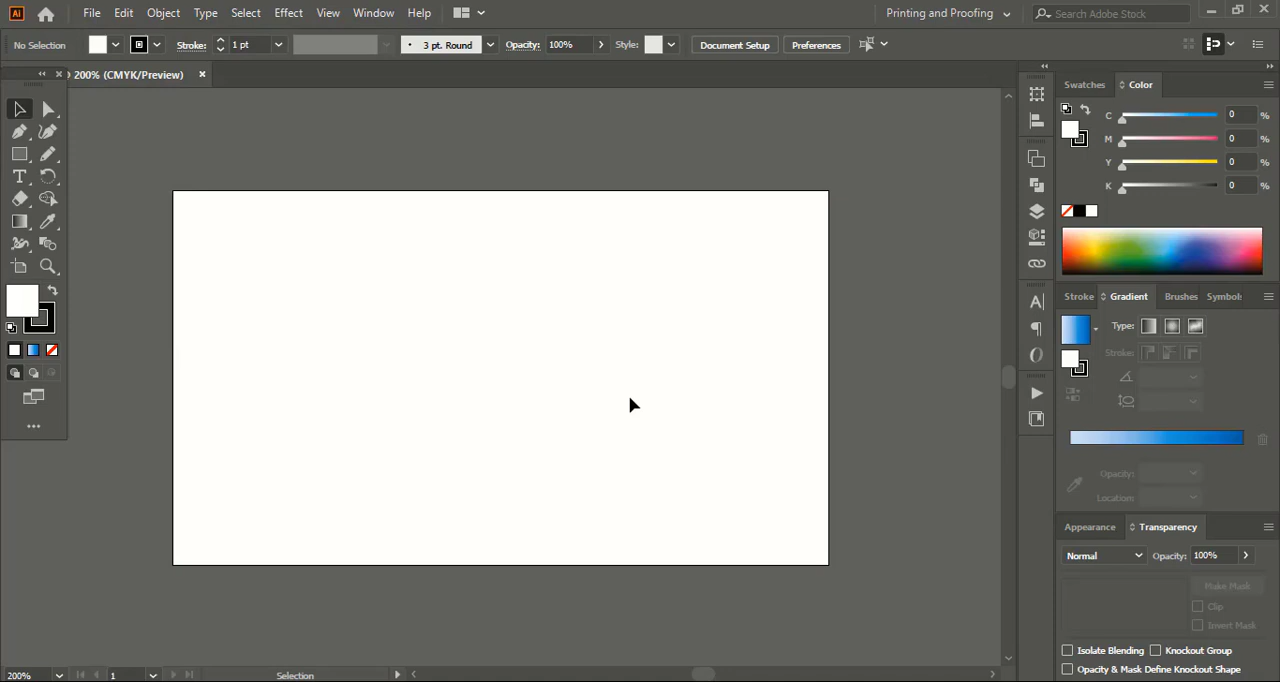 Ai File Edit Object Type Select Effect View Window Help Printing and Proofing Search Adobe Stock
No Selection Stroke: 1 pt 3 pt. Round Opacity: 100% Style: Document Setup Preferences
200% (CMYK/Preview)
Swatches Color
C 0 %
M 0 %
Y 0 %
K 0 %
Stroke Gradient Brushes Symbols
Type:
Stroke:
Opacity:
Location:
Appearance Transparency
Normal Opacity: 100%
Make Mask
Clip
Invert Mask
Isolate Blending Knockout Group
Opacity & Mask Define Knockout Shape
200% 1 Selection